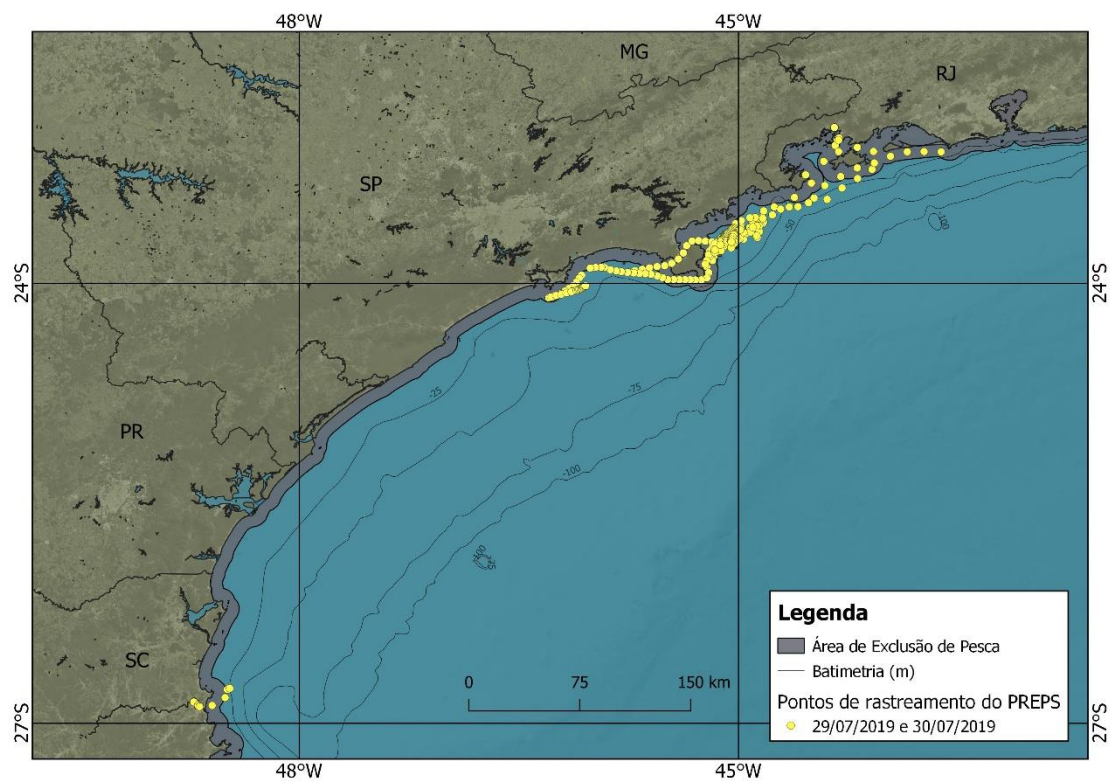 48°W
45°W
MG
RJ
SP
24°S
24°S
-50
-100
-25
-75
-100
PR
-100
SC
27°S
27°S
0 75 150 km
Legenda
Área de Exclusão de Pesca
Batimetria (m)
Pontos de rastreamento do PREPS
29/07/2019 e 30/07/2019
48°W
45°W